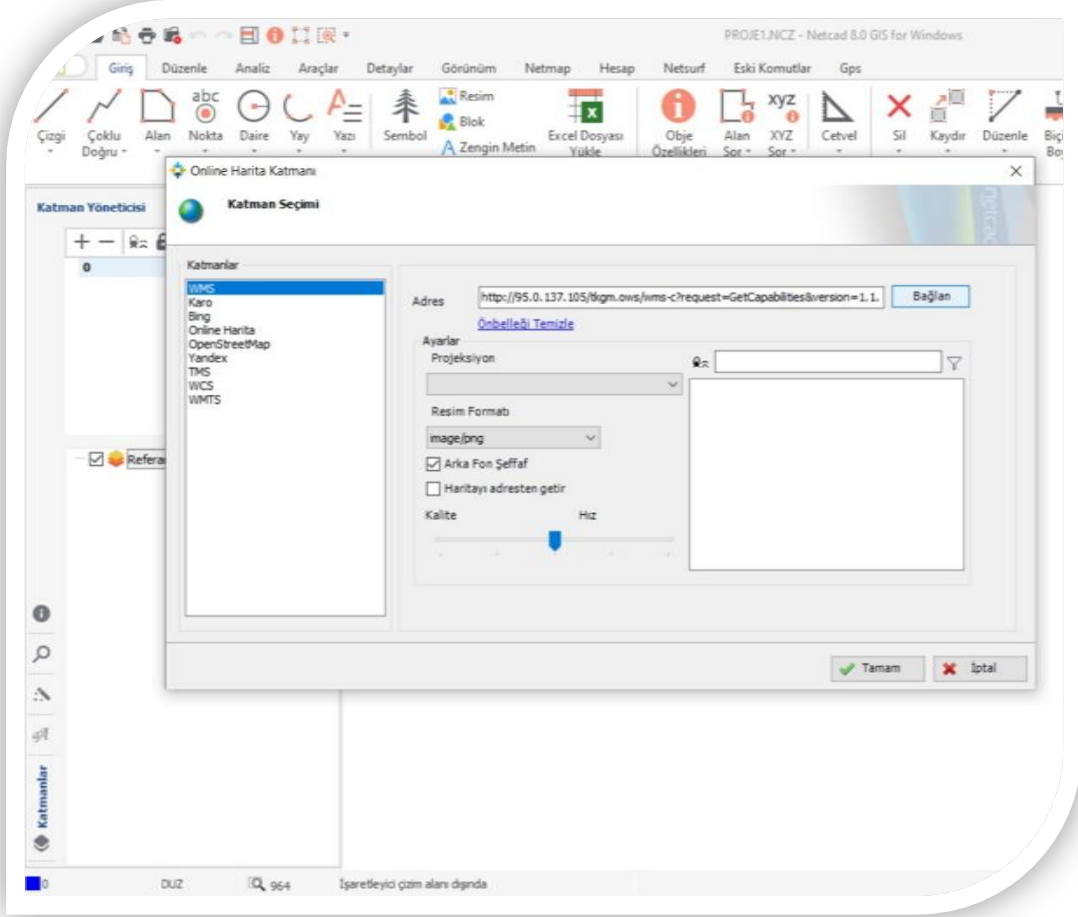 PROJE1.NCZ - Netcad 8.0 GIS for Windows
Giriş Düzenle Analiz Araçlar Detaylar Görünüm Netmap Hesap Netsurf Eski Komutlar Gps
abc
Resim
Blok
Zengin Metin
xyz
Çizgi Çoklu Doğru Alan Nokta Daire Yay Yazı Sembol Excel Dosyası Yükle Obje Özellikleri Alan Sor XYZ Sor Cetvel Sil Kaydır Düzenle
Online Harita Katmanı
Katman Yöneticisi
Katman Seçimi
netcad
0
Katmanlar
WMS
Karo
Bing
Online Harita
OpenStreetMap
Yandex
TMS
WCS
WMTS
Adres http://95.0.137.105/tkgm.ows/wms-c?request=GetCapabilities&version=1.1. Bağlan
Önbelleği Temizle
Ayarlar
Projeksiyon
Resim Formatı
image/png
Arka Fon Şeffaf
Haritayı adresten getir
Kalite Hız
Tamam İptal
Katmanlar
0 DUZ 964 İşaretleyici çizim alanı dışında